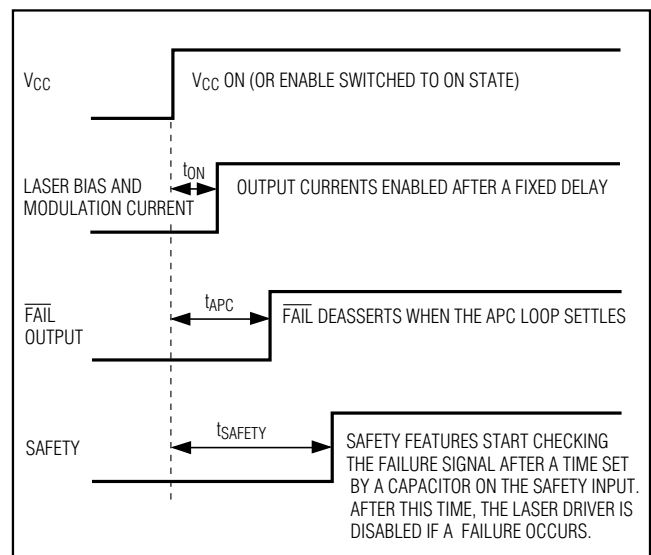 VCC
VCC ON (OR ENABLE SWITCHED TO ON STATE)
tON
LASER BIAS AND
MODULATION CURRENT
OUTPUT CURRENTS ENABLED AFTER A FIXED DELAY
tAPC
FAIL
OUTPUT
FAIL DEASSERTS WHEN THE APC LOOP SETTLES
tSAFETY
SAFETY
SAFETY FEATURES START CHECKING
THE FAILURE SIGNAL AFTER A TIME SET
BY A CAPACITOR ON THE SAFETY INPUT.
AFTER THIS TIME, THE LASER DRIVER IS
DISABLED IF A FAILURE OCCURS.